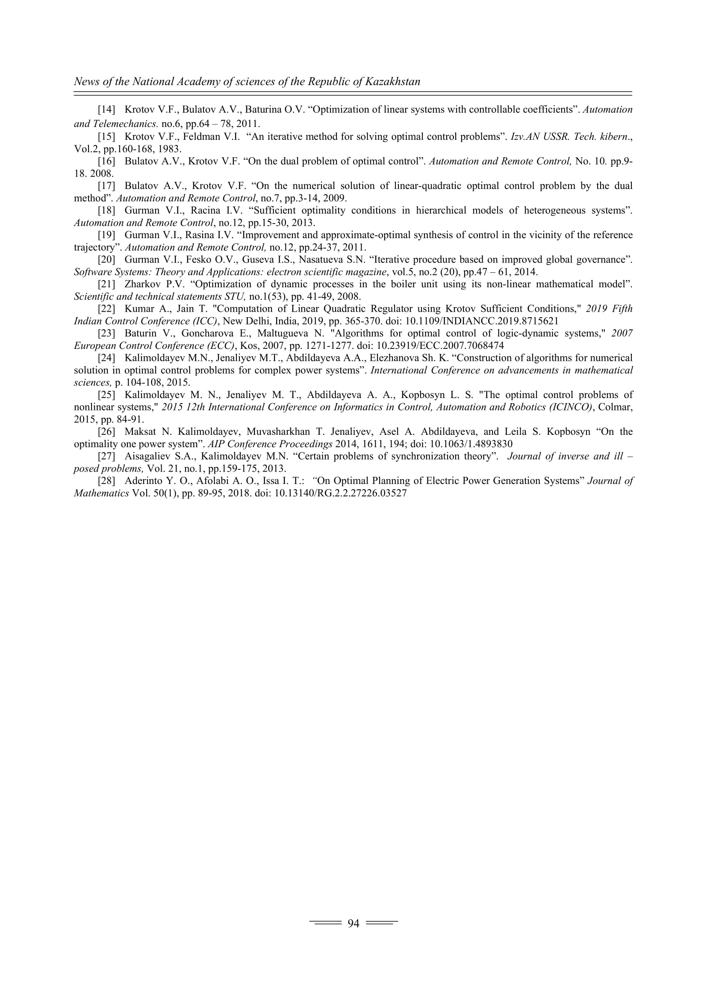 News of the National Academy of sciences of the Republic of Kazakhstan
[14] Krotov V.F., Bulatov A.V., Baturina O.V. “Optimization of linear systems with controllable coefficients”. Automation
and Telemechanics. no.6, pp.64 – 78, 2011.
[15] Krotov V.F., Feldman V.I. “An iterative method for solving optimal control problems”. Izv.AN USSR. Tech. kibern.,
Vol.2, pp.160-168, 1983.
[16] Bulatov A.V., Krotov V.F. “On the dual problem of optimal control”. Automation and Remote Control, No. 10. pp.9-
18. 2008.
[17] Bulatov A.V., Krotov V.F. “On the numerical solution of linear-quadratic optimal control problem by the dual
method”. Automation and Remote Control, no.7, pp.3-14, 2009.
[18] Gurman V.I., Racina I.V. “Sufficient optimality conditions in hierarchical models of heterogeneous systems”.
Automation and Remote Control, no.12, pp.15-30, 2013.
[19] Gurman V.I., Rasina I.V. “Improvement and approximate-optimal synthesis of control in the vicinity of the reference
trajectory”. Automation and Remote Control, no.12, pp.24-37, 2011.
[20] Gurman V.I., Fesko O.V., Guseva I.S., Nasatueva S.N. “Iterative procedure based on improved global governance”.
Software Systems: Theory and Applications: electron scientific magazine, vol.5, no.2 (20), pp.47 – 61, 2014.
[21] Zharkov P.V. “Optimization of dynamic processes in the boiler unit using its non-linear mathematical model”.
Scientific and technical statements STU, no.1(53), pp. 41-49, 2008.
[22] Kumar A., Jain T. "Computation of Linear Quadratic Regulator using Krotov Sufficient Conditions," 2019 Fifth
Indian Control Conference (ICC), New Delhi, India, 2019, pp. 365-370. doi: 10.1109/INDIANCC.2019.8715621
[23] Baturin V., Goncharova E., Maltugueva N. "Algorithms for optimal control of logic-dynamic systems," 2007
European Control Conference (ECC), Kos, 2007, pp. 1271-1277. doi: 10.23919/ECC.2007.7068474
[24] Kalimoldayev M.N., Jenaliyev M.T., Abdildayeva A.A., Elezhanova Sh. K. “Construction of algorithms for numerical
solution in optimal control problems for complex power systems”. International Conference on advancements in mathematical
sciences, p. 104-108, 2015.
[25] Kalimoldayev M. N., Jenaliyev M. T., Abdildayeva A. A., Kopbosyn L. S. "The optimal control problems of
nonlinear systems," 2015 12th International Conference on Informatics in Control, Automation and Robotics (ICINCO), Colmar,
2015, pp. 84-91.
[26] Maksat N. Kalimoldayev, Muvasharkhan T. Jenaliyev, Asel A. Abdildayeva, and Leila S. Kopbosyn “On the
optimality one power system”. AIP Conference Proceedings 2014, 1611, 194; doi: 10.1063/1.4893830
[27] Aisagaliev S.A., Kalimoldayev M.N. “Certain problems of synchronization theory”. Journal of inverse and ill –
posed problems, Vol. 21, no.1, pp.159-175, 2013.
[28] Aderinto Y. O., Afolabi A. O., Issa I. T.: “On Optimal Planning of Electric Power Generation Systems” Journal of
Mathematics Vol. 50(1), pp. 89-95, 2018. doi: 10.13140/RG.2.2.27226.03527
94